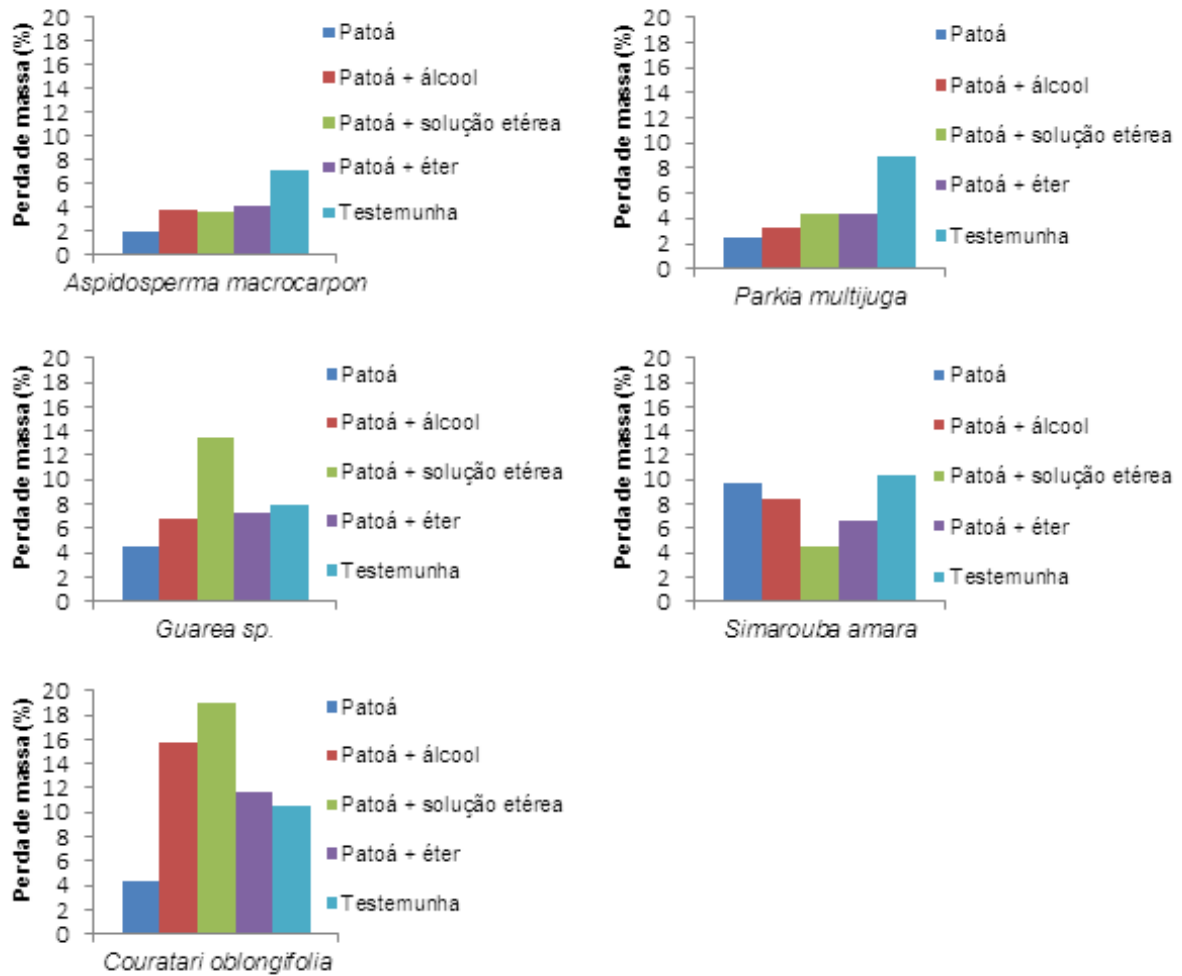 Perda de massa (%)
20
18
16
14
12
10
8
6
4
2
0
Patoá
Patoá + álcool
Patoá + solução etérea
Patoá + éter
Testemunha
Aspidosperma macrocarpon
Perda de massa (%)
20
18
16
14
12
10
8
6
4
2
0
Patoá
Patoá + álcool
Patoá + solução etérea
Patoá + éter
Testemunha
Parkia multijuga
Perda de massa (%)
20
18
16
14
12
10
8
6
4
2
0
Patoá
Patoá + álcool
Patoá + solução etérea
Patoá + éter
Testemunha
Guarea sp.
Perda de massa (%)
20
18
16
14
12
10
8
6
4
2
0
Patoá
Patoá + álcool
Patoá + solução etérea
Patoá + éter
Testemunha
Simarouba amara
Perda de massa (%)
20
18
16
14
12
10
8
6
4
2
0
Patoá
Patoá + álcool
Patoá + solução etérea
Patoá + éter
Testemunha
Couratari oblongifolia